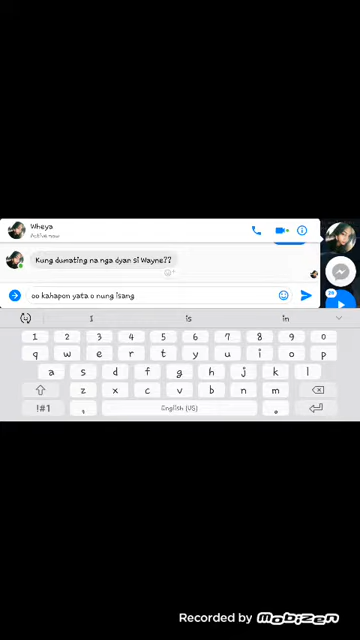 Wheya
Active now
Kung dumating na nga dyan si Wayne??
oo kahapon yata o nung isang
I is in
1 2 3 4 5 6 7 8 9 0
q w e r t y u i o p
a s d f g h j k l
z x c v b n m
!#1 , English (US) .
Recorded by Mobizen